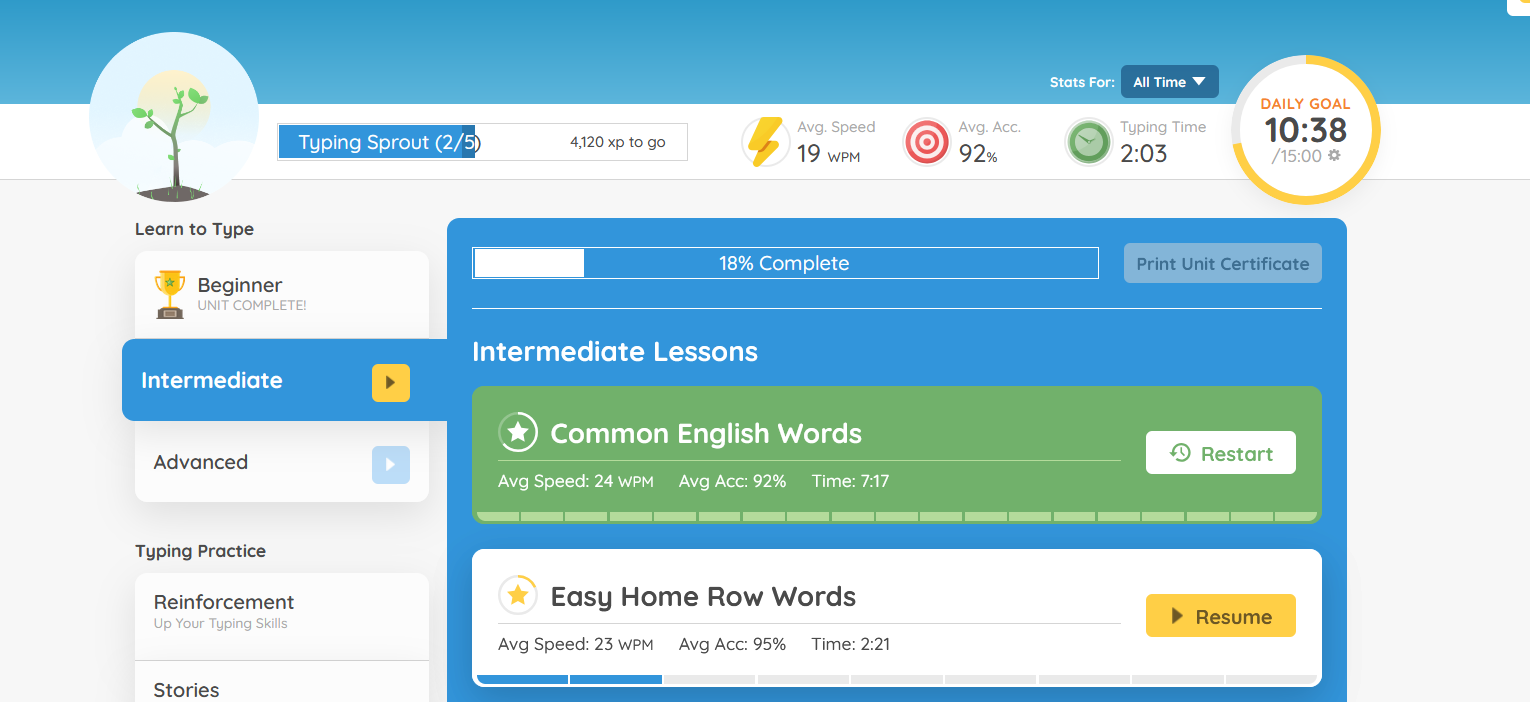 Stats For: All Time
DAILY GOAL
10:38
/15:00
Typing Sprout (2/5) 4,120 xp to go
Avg. Speed
19 WPM
Avg. Acc.
92%
Typing Time
2:03
Learn to Type
Beginner
UNIT COMPLETE!
Intermediate
Advanced
Typing Practice
Reinforcement
Up Your Typing Skills
Stories
18% Complete
Print Unit Certificate
Intermediate Lessons
Common English Words
Avg Speed: 24 WPM Avg Acc: 92% Time: 7:17
Restart
Easy Home Row Words
Avg Speed: 23 WPM Avg Acc: 95% Time: 2:21
Resume